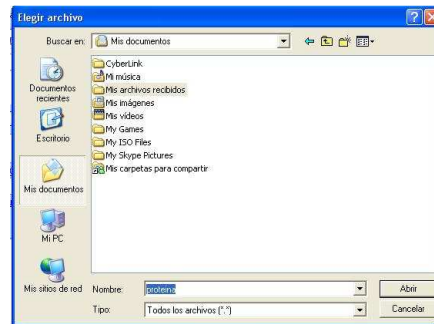 Elegir archivo
Buscar en: Mis documentos
Documentos recientes
Escritorio
Mis documentos
Mi PC
Mis sitios de red
CyberLink
Mi música
Mis archivos recibidos
Mis imágenes
Mis vídeos
My Games
My ISO Files
My Skype Pictures
Mis carpetas para compartir
Nombre: proteina Abrir
Tipo: Todos los archivos (*.*) Cancelar